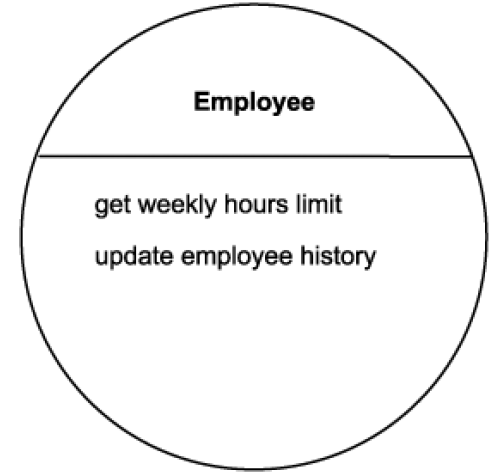 Employee
get weekly hours limit
update employee history